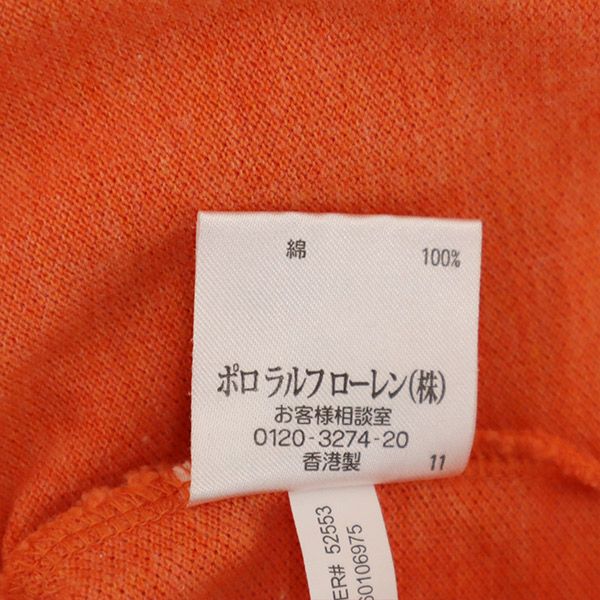 綿 100%
ポロ ラルフ ローレン(株)
お客様相談室
0120-3274-20
香港製 11
ER# 52553
60106975